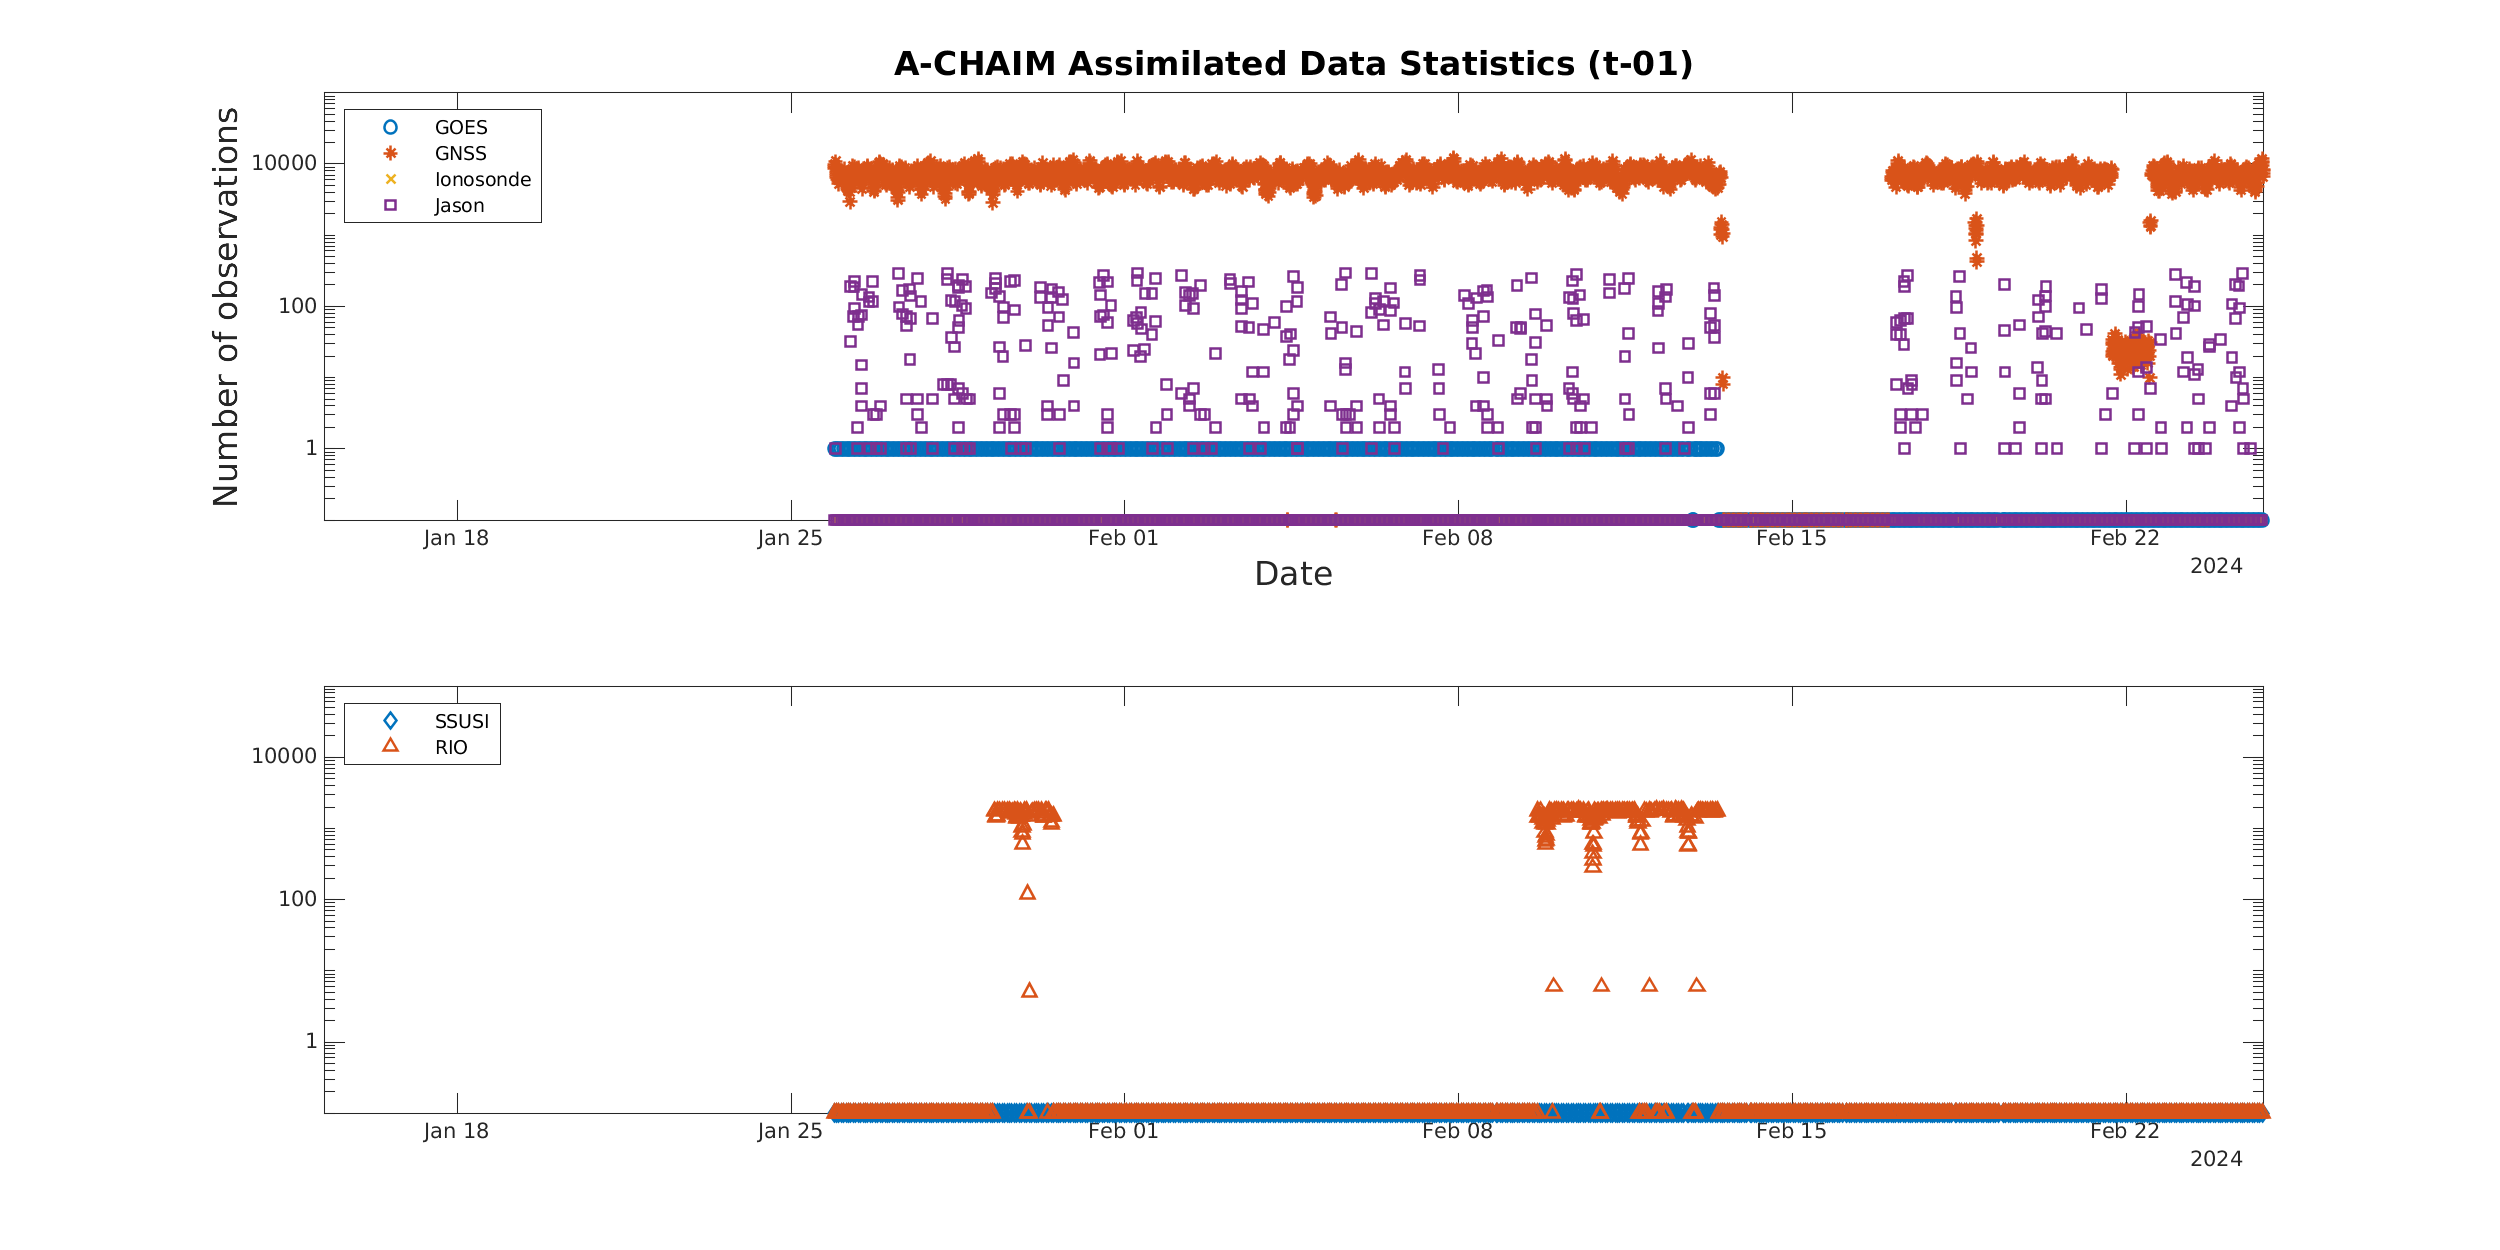 A-CHAIM Assimilated Data Statistics (t-01)
Number of observations
10000
100
1
GOES
GNSS
Ionosonde
Jason
Jan 18
Jan 25
Feb 01
Feb 08
Feb 15
Feb 22
2024
Date
10000
100
1
SSUSI
RIO
Jan 18
Jan 25
Feb 01
Feb 08
Feb 15
Feb 22
2024